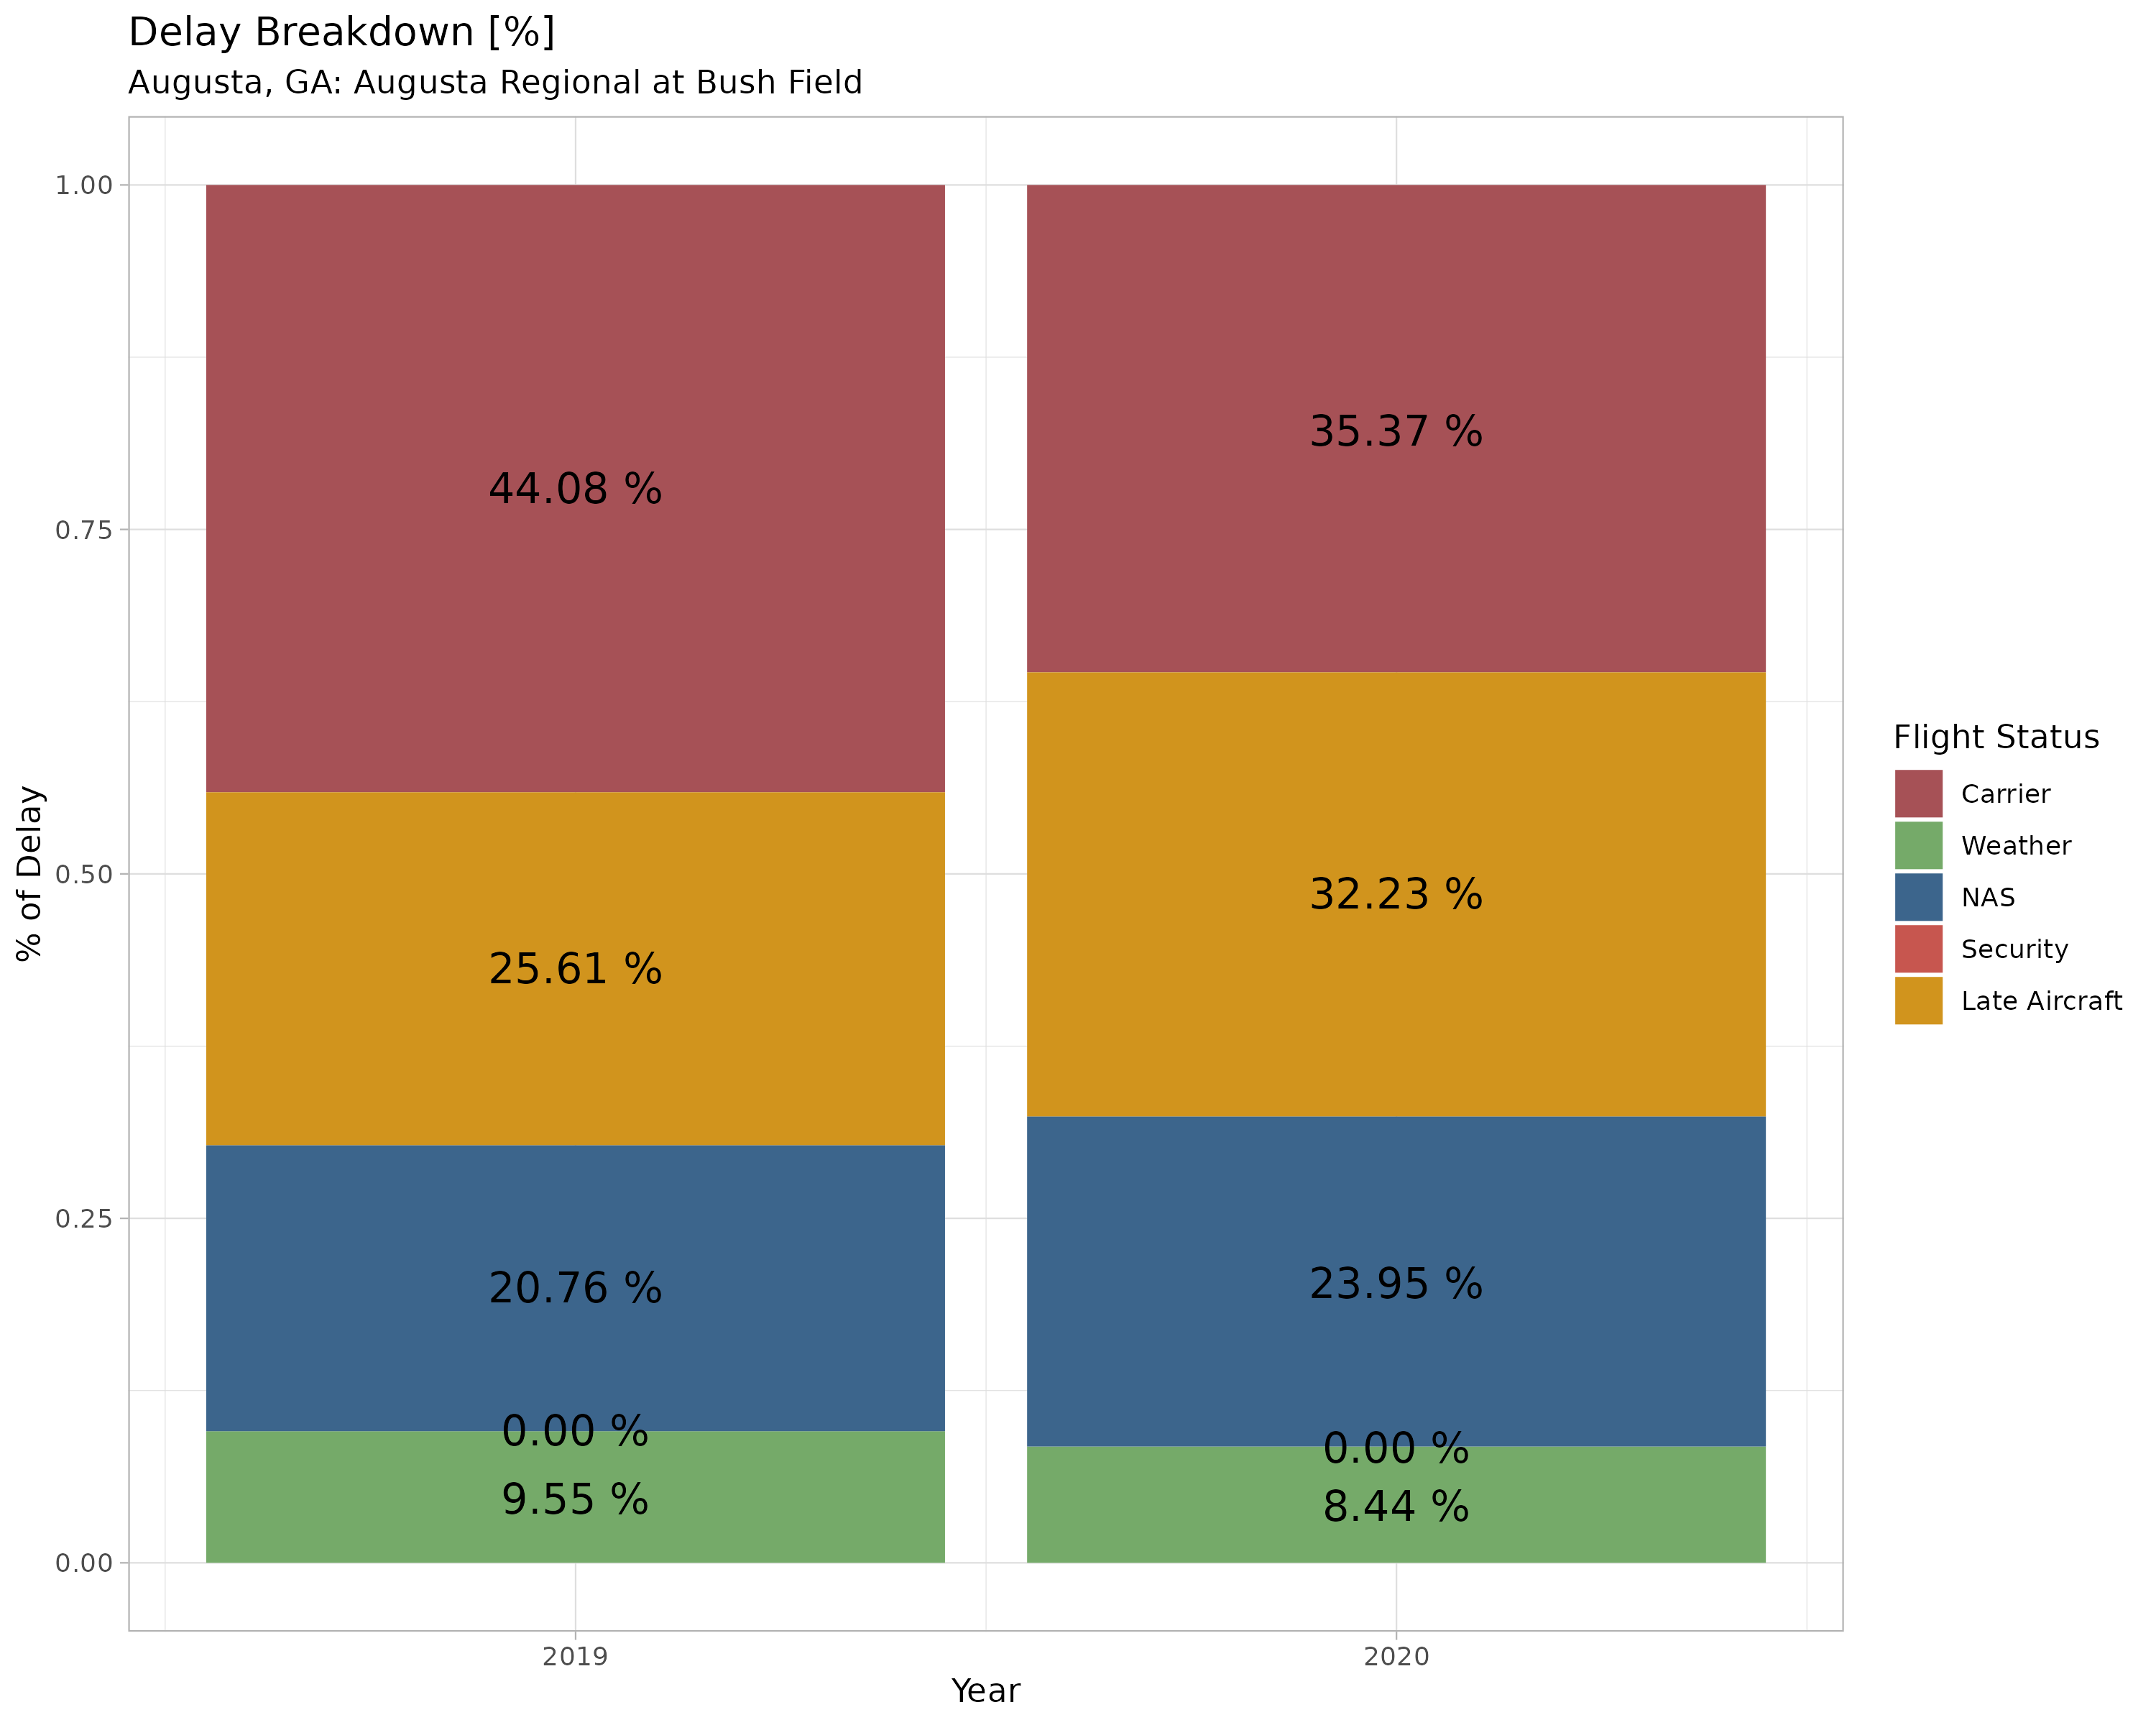 Delay Breakdown [%]
Augusta, GA: Augusta Regional at Bush Field
% of Delay
1.00
0.75
0.50
0.25
0.00
44.08 %
25.61 %
20.76 %
0.00 %
9.55 %
35.37 %
32.23 %
23.95 %
0.00 %
8.44 %
2019
2020
Year
Flight Status
Carrier
Weather
NAS
Security
Late Aircraft